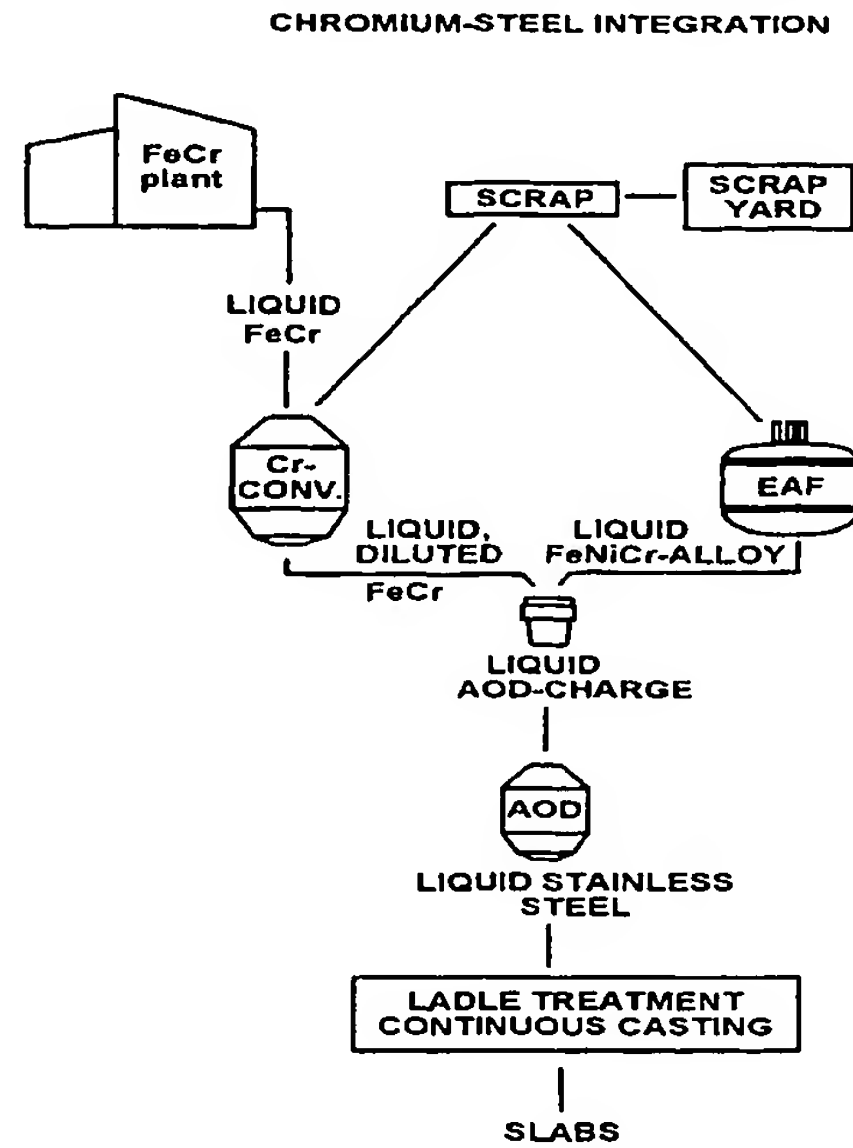 CHROMIUM-STEEL INTEGRATION
FeCr
plant
SCRAP
SCRAP
YARD
LIQUID
FeCr
Cr-
CONV.
EAF
LIQUID,
DILUTED
FeCr
LIQUID
FeNiCr-ALLOY
LIQUID
AOD-CHARGE
AOD
LIQUID STAINLESS
STEEL
LADLE TREATMENT
CONTINUOUS CASTING
SLABS